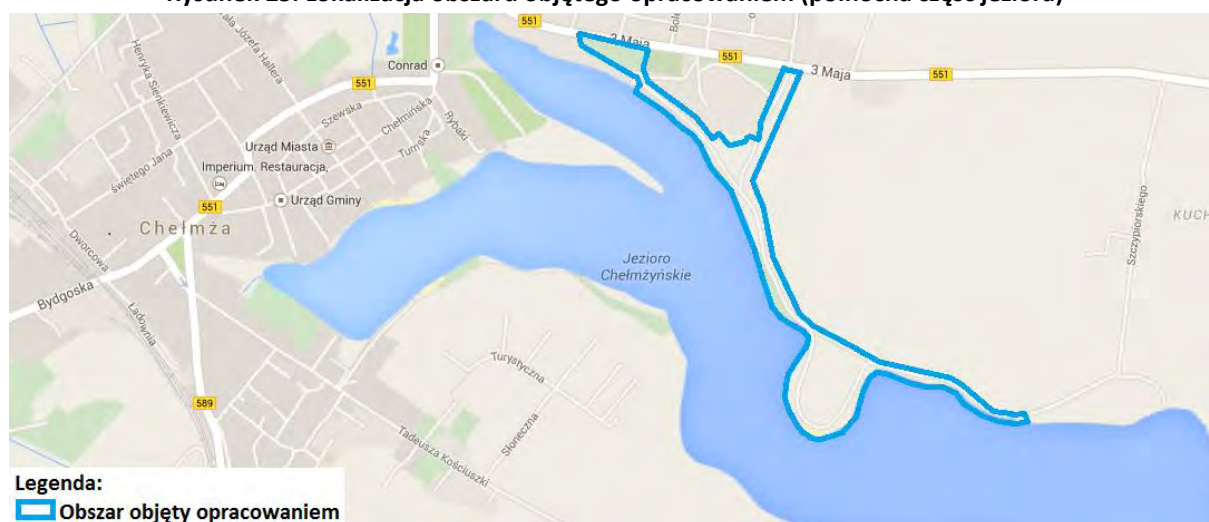 551
3 Maja
551
3 Maja
551
Henryka Sienkiewicza
Józefa Hallera
Conrad
551
Szewska
Chełmińska
Rybaki
Tumska
Urząd Miasta
Imperium. Restauracja,
świętego Jana
Urząd Gminy
551
Chełmża
Dworcowa
Bydgoska
Ładownia
Jezioro
Chełmżyńskie
Szczypiorskiego
KUCH
Turystyczna
Słoneczna
589
Tadeusza Kościuszki
Legenda:
Obszar objęty opracowaniem